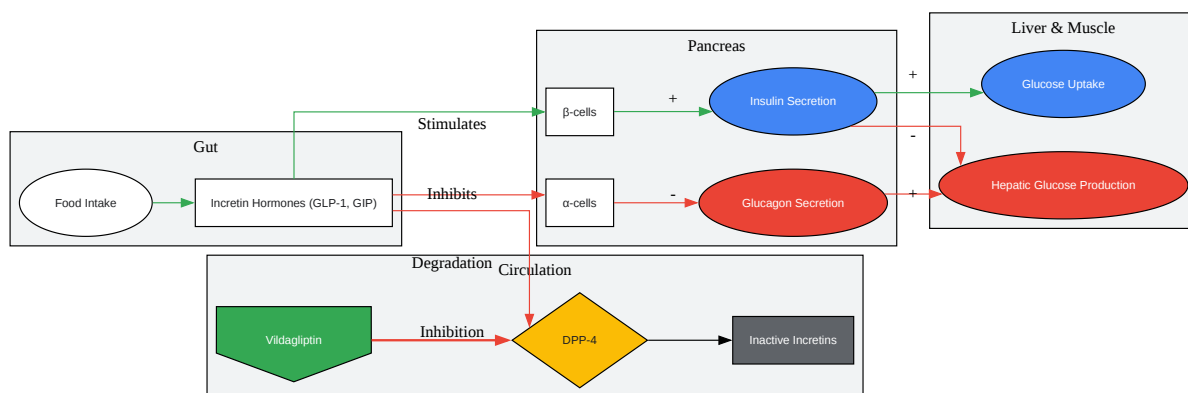 Gut
Food Intake
Incretin Hormones (GLP-1, GIP)
Stimulates
Inhibits
Degradation
Pancreas
β-cells
+
Insulin Secretion
α-cells
-
Glucagon Secretion
+
-
+
Liver & Muscle
Glucose Uptake
Hepatic Glucose Production
Circulation
Vildagliptin
Inhibition
DPP-4
Inactive Incretins